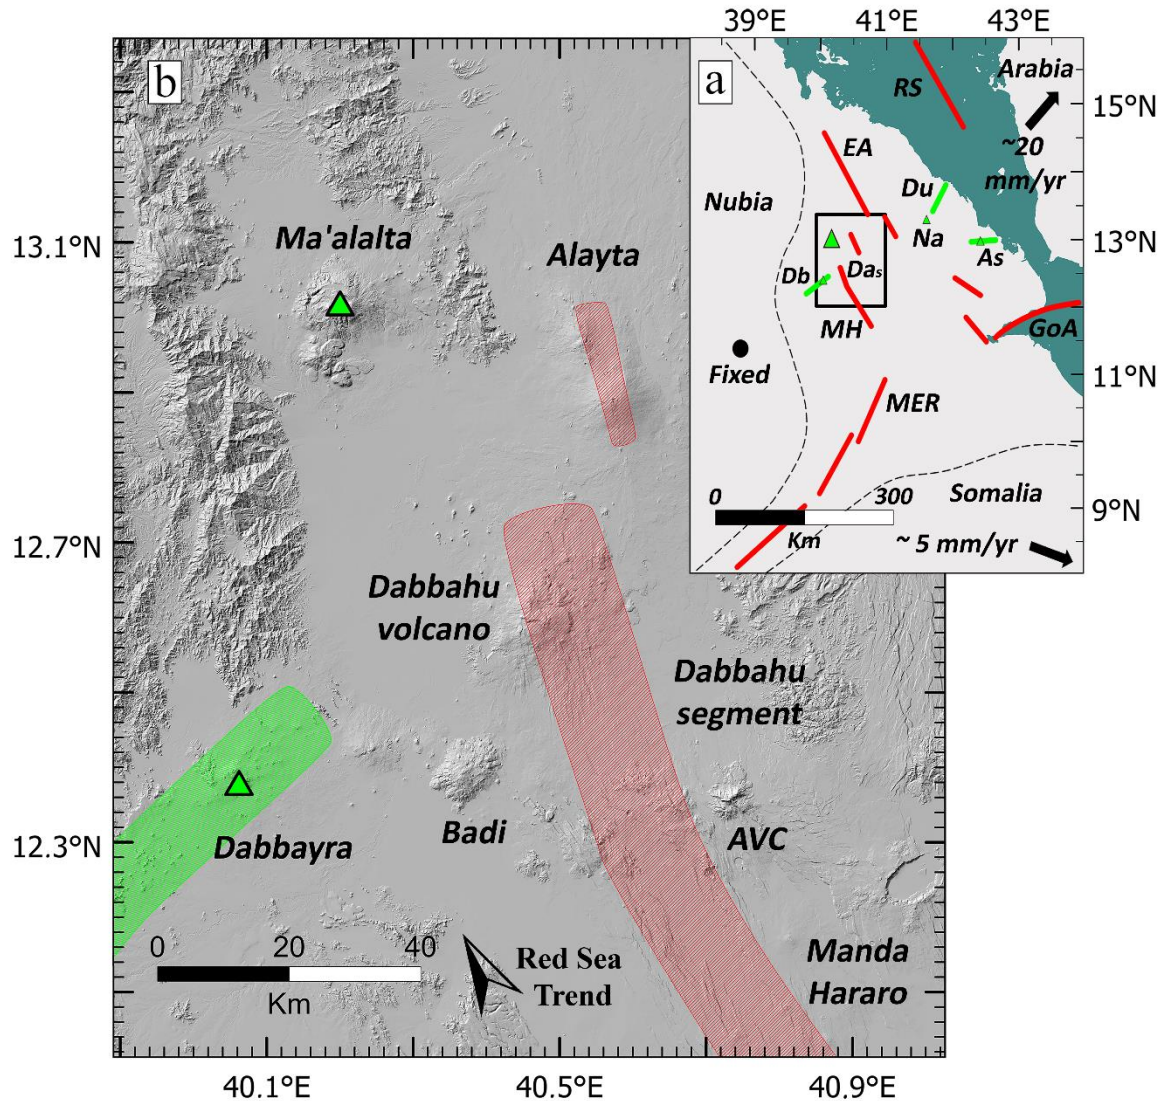 39°E 41°E 43°E
b
a
RS
Arabia
15°N
~20
mm/yr
EA
Du
Nubia
Na
As
13°N
Db
Das
MH
GoA
Fixed
11°N
MER
0 300
Km
Somalia
9°N
~ 5 mm/yr
13.1°N
Ma'alalta
Alayta
12.7°N
Dabbahu
volcano
Dabbahu
segment
12.3°N
Dabbayra
Badi
AVC
0 20 40
Km
Red Sea
Trend
Manda
Hararo
40.1°E 40.5°E 40.9°E